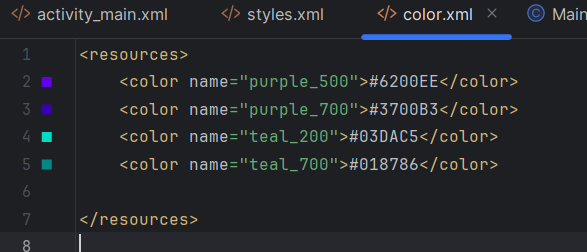 activity_main.xml styles.xml color.xml Main
1 <resources>
2 <color name="purple_500">#6200EE</color>
3 <color name="purple_700">#3700B3</color>
4 <color name="teal_200">#03DAC5</color>
5 <color name="teal_700">#018786</color>
6
7 </resources>
8